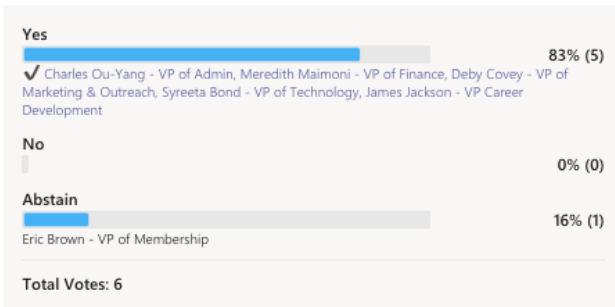 Yes
83% (5)
✔ Charles Ou-Yang - VP of Admin, Meredith Maimoni - VP of Finance, Deby Covey - VP of
Marketing & Outreach, Syreeta Bond - VP of Technology, James Jackson - VP Career
Development
No
0% (0)
Abstain
16% (1)
Eric Brown - VP of Membership
Total Votes: 6